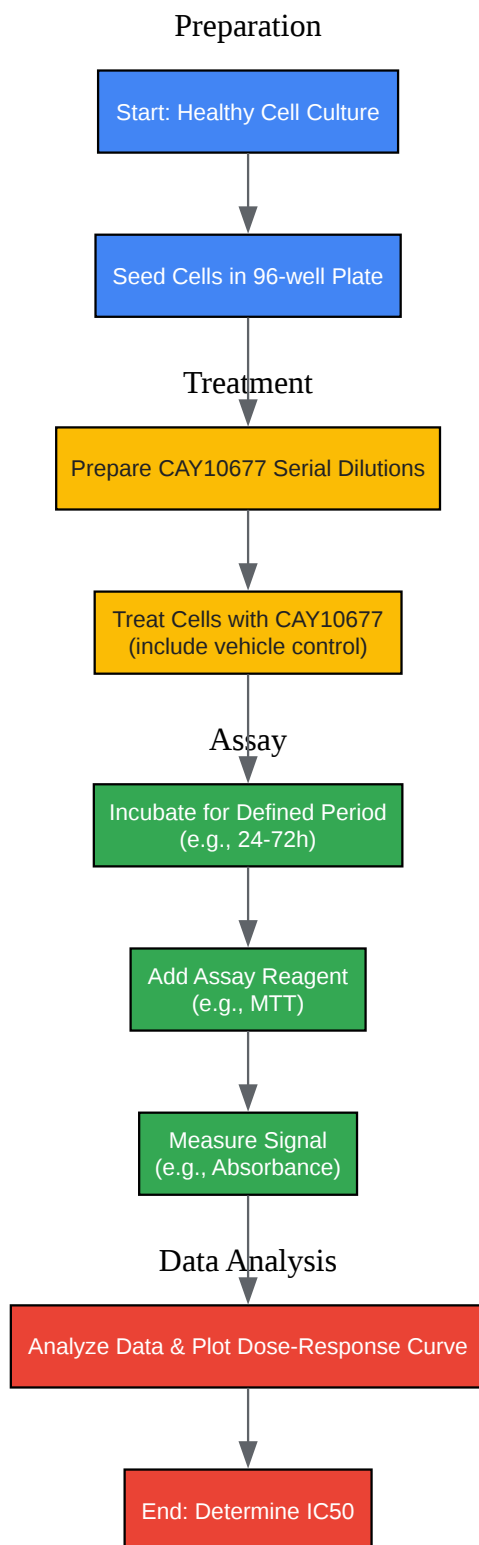 Preparation
Start: Healthy Cell Culture
Seed Cells in 96-well Plate
Treatment
Prepare CAY10677 Serial Dilutions
Treat Cells with CAY10677
(include vehicle control)
Assay
Incubate for Defined Period
(e.g., 24-72h)
Add Assay Reagent
(e.g., MTT)
Measure Signal
(e.g., Absorbance)
Data Analysis
Analyze Data & Plot Dose-Response Curve
End: Determine IC50